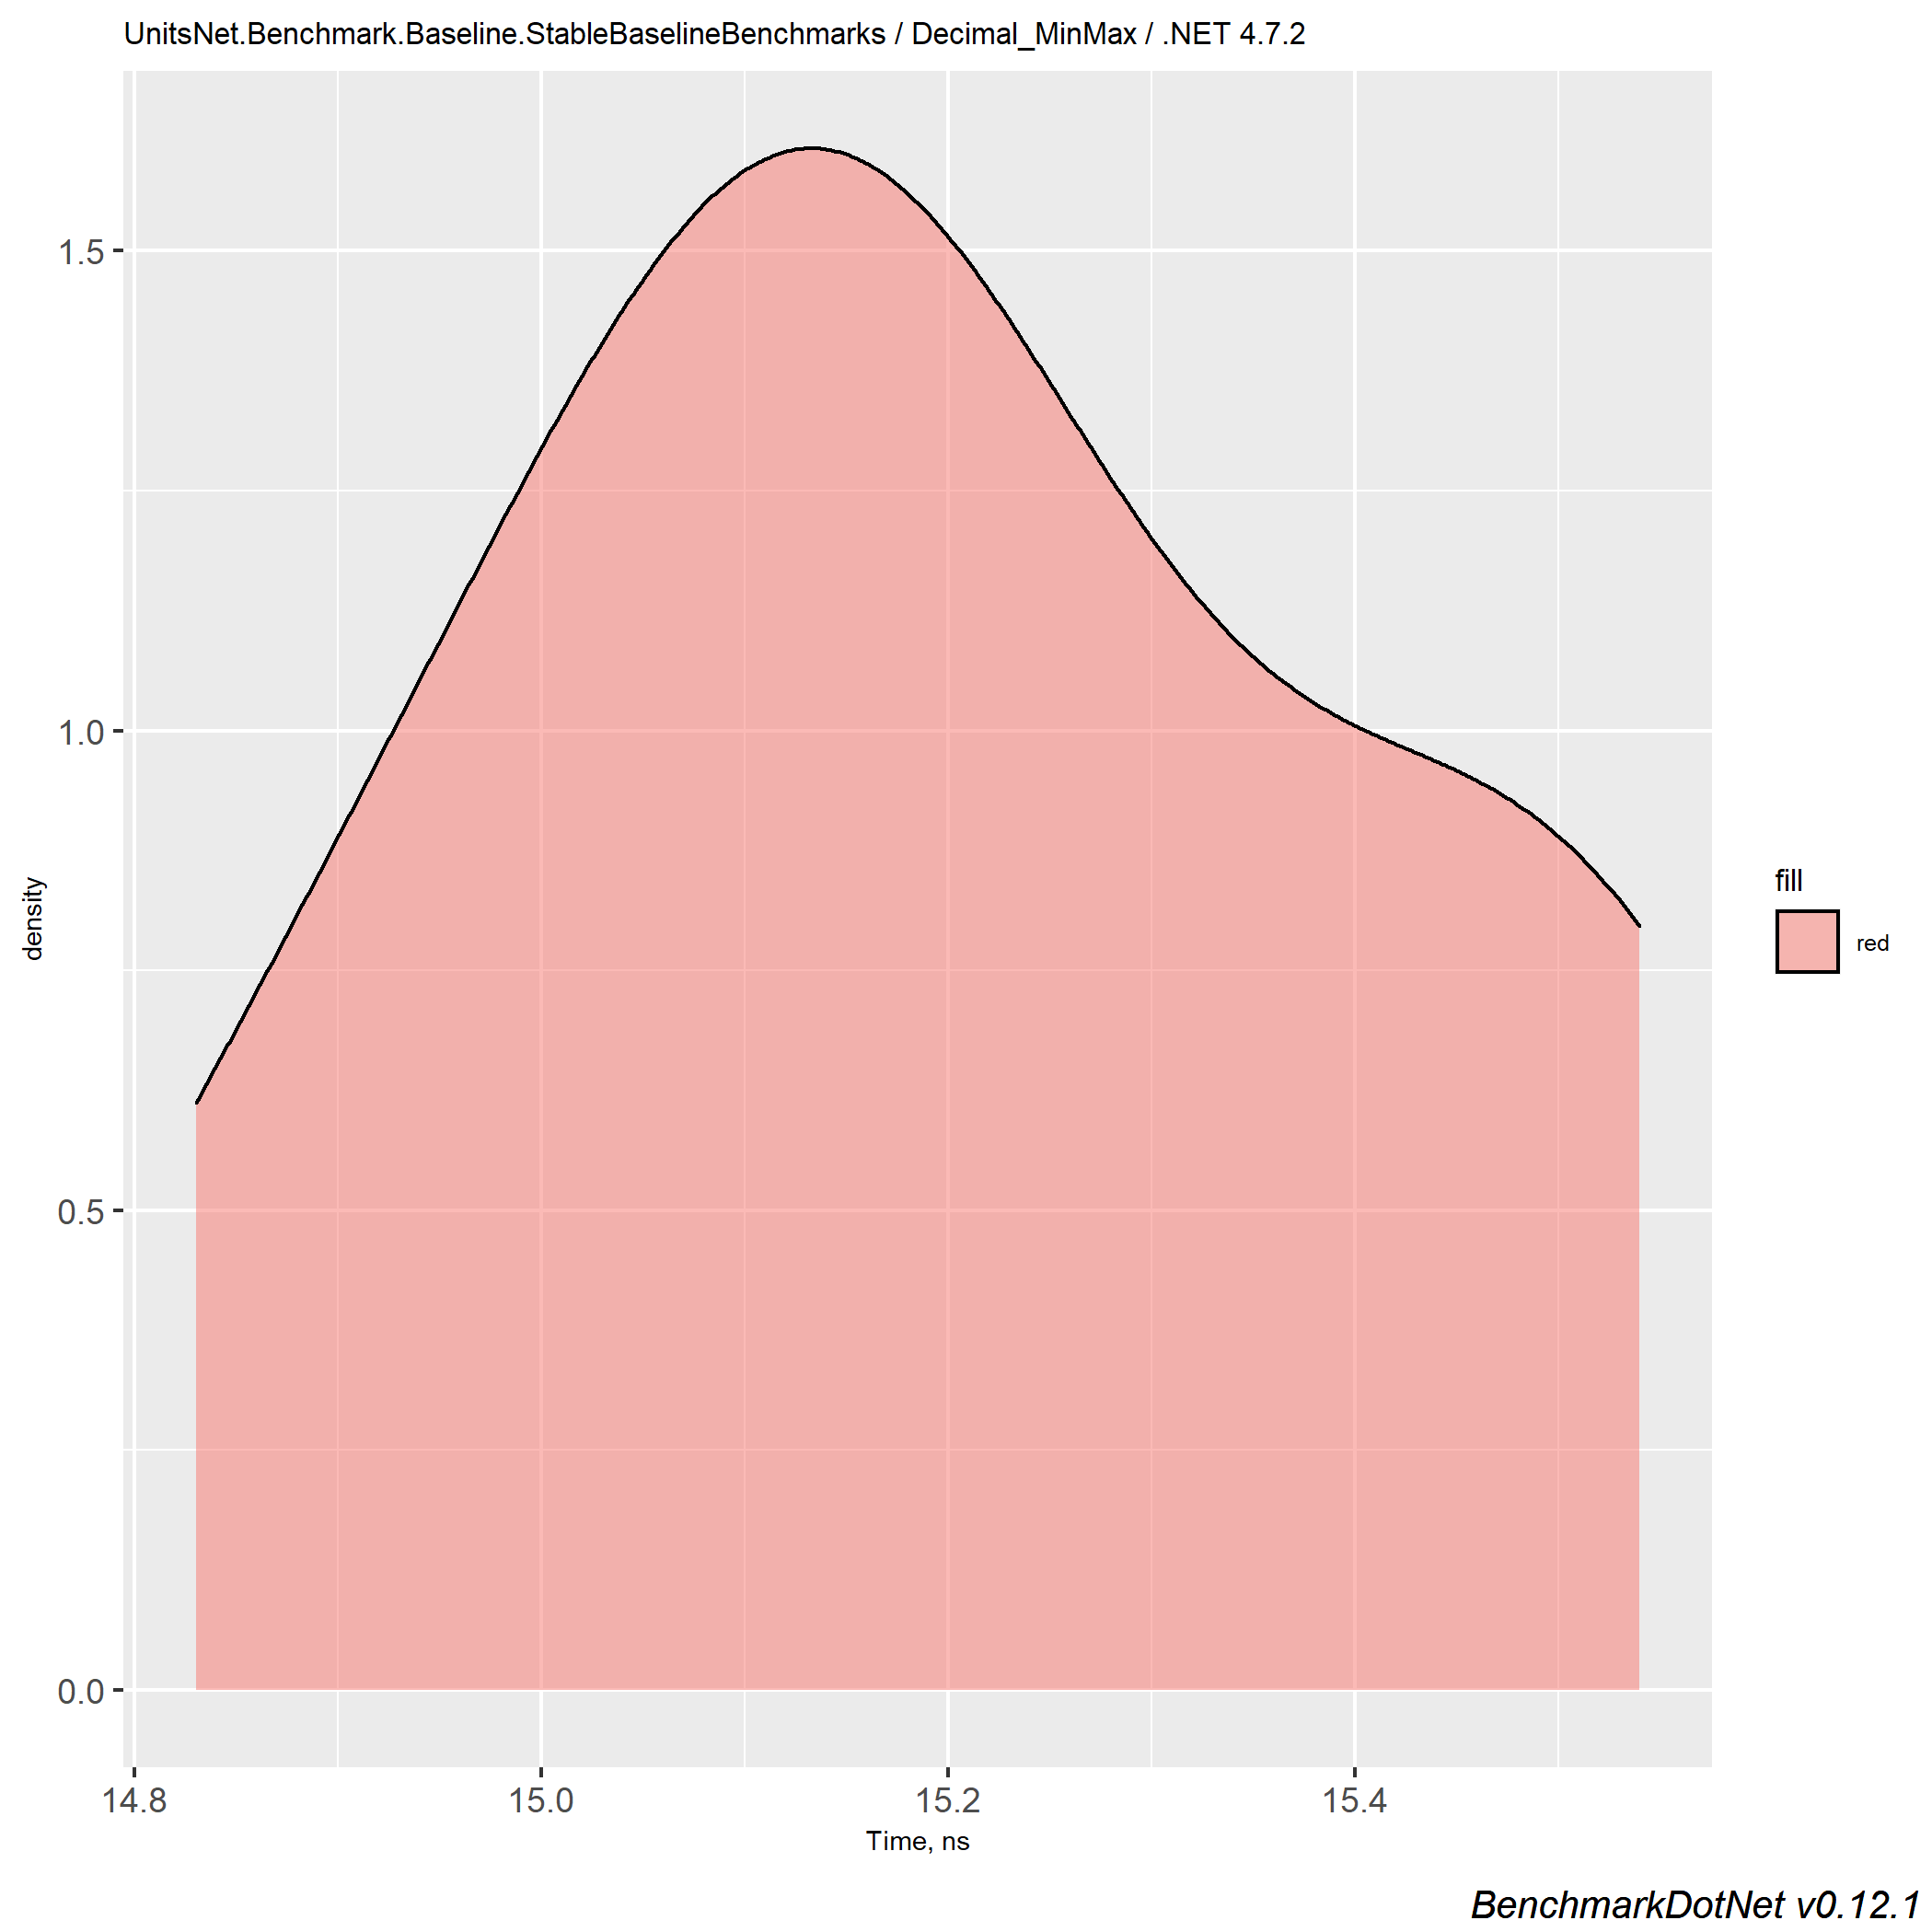 UnitsNet.Benchmark.Baseline.StableBaselineBenchmarks / Decimal_MinMax / .NET 4.7.2
1.5
1.0
0.5
0.0
density
14.8 15.0 15.2 15.4
Time, ns
fill
red
BenchmarkDotNet v0.12.1